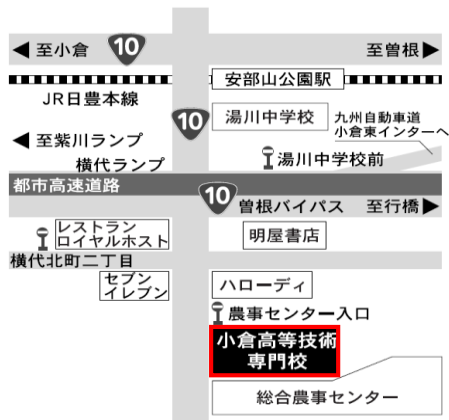 ◀至小倉 10 至曽根▶
安部山公園駅
JR日豊本線
10 湯川中学校
九州自動車道
小倉東インターへ
◀至紫川ランプ
横代ランプ
湯川中学校前
都市高速道路
10
曽根バイパス 至行橋▶
レストラン
ロイヤルホスト
明屋書店
横代北町二丁目
セブン
イレブン
ハローディ
農事センター入口
小倉高等技術
専門校
総合農事センター